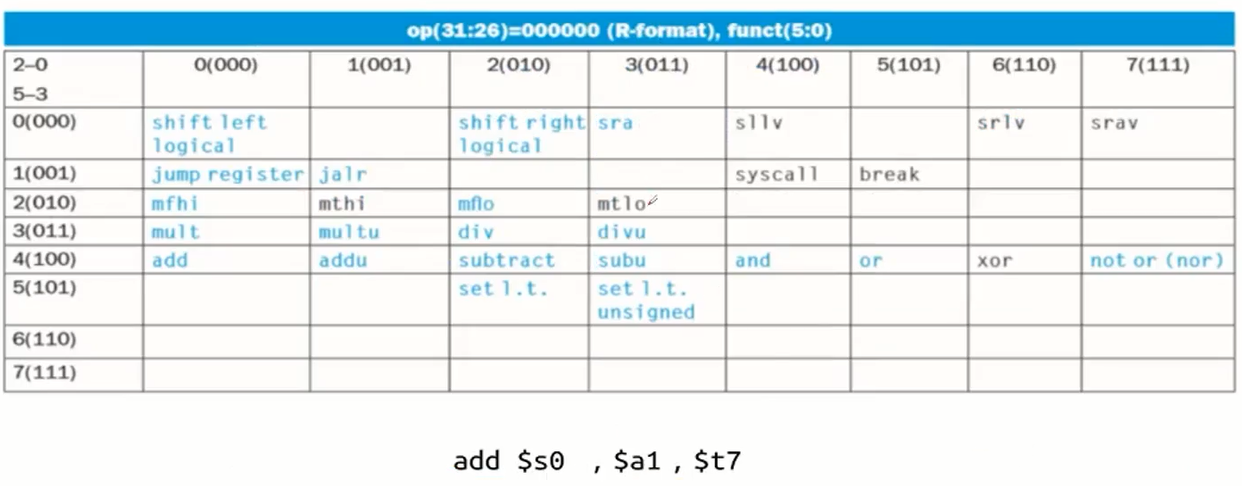 op(31:26)=000000 (R-format), funct(5:0)
2–0 0(000) 1(001) 2(010) 3(011) 4(100) 5(101) 6(110) 7(111)
5–3
0(000) shift left shift right sra sllv srlv srav
logical logical
1(001) jump register jalr syscall break
2(010) mfhi mthi mflo mtlo
3(011) mult multu div divu
4(100) add addu subtract subu and or xor not or (nor)
5(101) set l.t. set l.t.
unsigned
6(110)
7(111)
add $s0 , $a1 , $t7